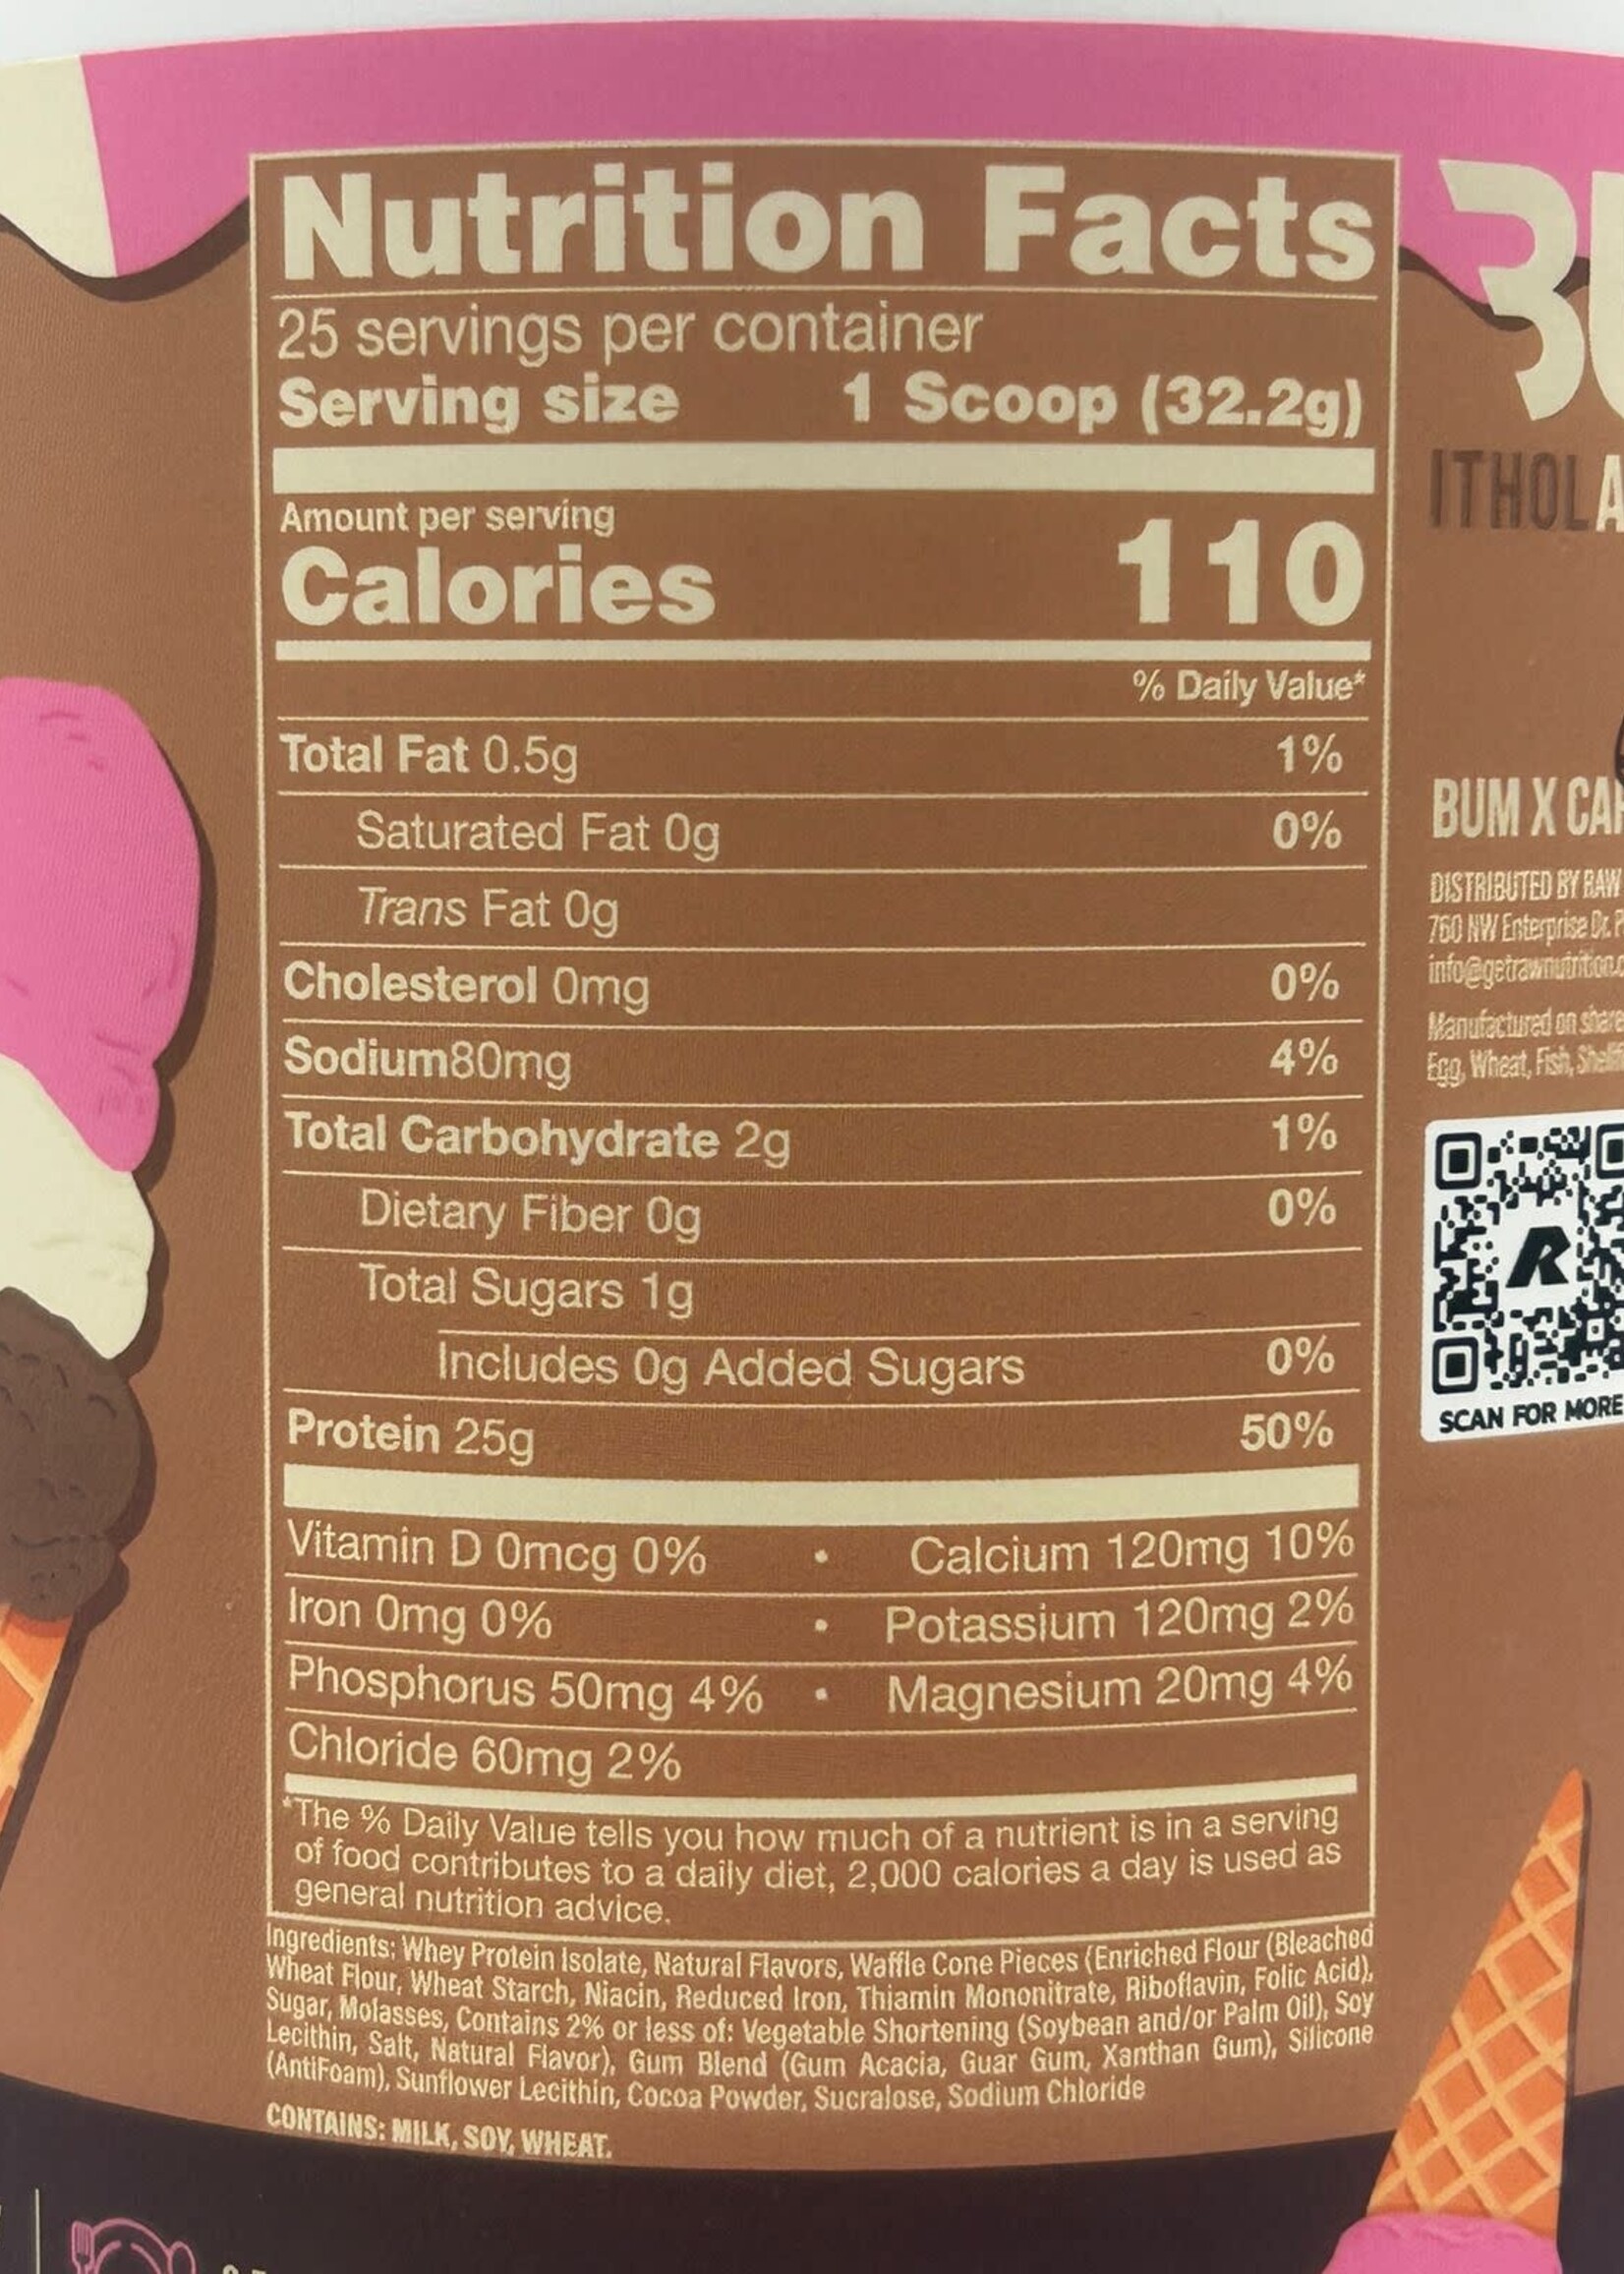 Nutrition Facts
25 servings per container
Serving size 1 Scoop (32.2g)
Amount per serving
Calories 110
% Daily Value*
Total Fat 0.5g 1%
Saturated Fat 0g 0%
Trans Fat 0g
Cholesterol 0mg 0%
Sodium80mg 4%
Total Carbohydrate 2g 1%
Dietary Fiber 0g 0%
Total Sugars 1g
Includes 0g Added Sugars 0%
Protein 25g 50%
Vitamin D 0mcg 0% • Calcium 120mg 10%
Iron 0mg 0% • Potassium 120mg 2%
Phosphorus 50mg 4% • Magnesium 20mg 4%
Chloride 60mg 2%
*The % Daily Value tells you how much of a nutrient is in a serving
of food contributes to a daily diet, 2,000 calories a day is used as
general nutrition advice.
Ingredients: Whey Protein Isolate, Natural Flavors, Waffle Cone Pieces (Enriched Flour (Bleached
Wheat Flour, Wheat Starch, Niacin, Reduced Iron, Thiamin Mononitrate, Riboflavin, Folic Acid),
Sugar, Molasses, Contains 2% or less of: Vegetable Shortening (Soybean and/or Palm Oil), Soy
Lecithin, Salt, Natural Flavor), Gum Blend (Gum Acacia, Guar Gum, Xanthan Gum), Silicone
(AntiFoam), Sunflower Lecithin, Cocoa Powder, Sucralose, Sodium Chloride
CONTAINS: MILK, SOY, WHEAT.
ITHOLA
BUM X
DISTRIBUTED BY RAW
760 NW Enterprise Dr.
info@getrawnutrition.
Manufactured on
Egg, Wheat, Fish,
R
SCAN FOR MORE